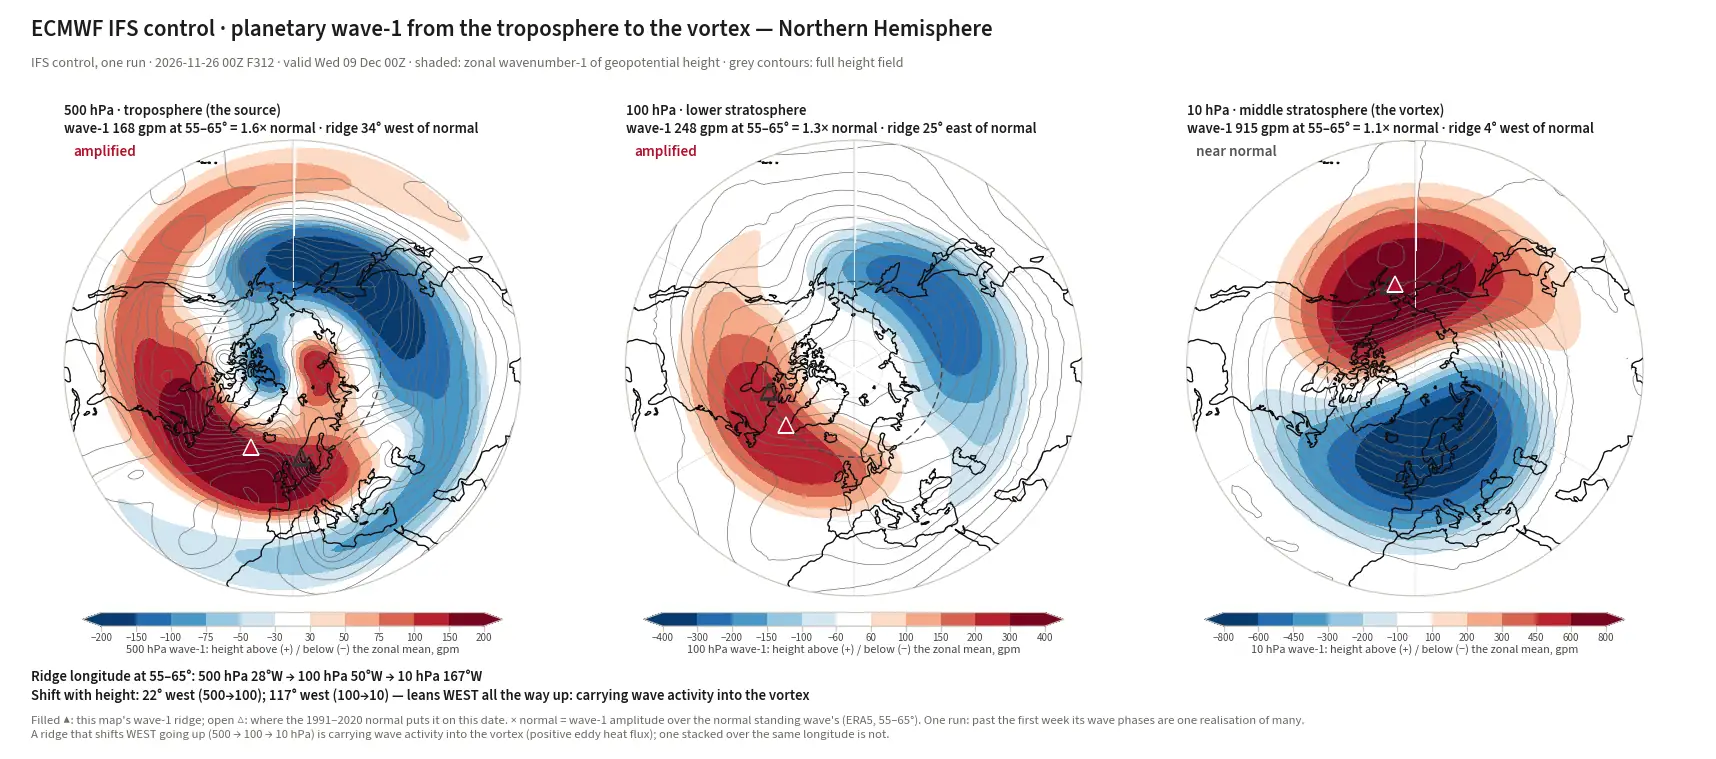 ECMWF IFS control · planetary wave-1 from the troposphere to the vortex — Northern Hemisphere
IFS control, one run · 2026-11-26 00Z F312 · valid Wed 09 Dec 00Z · shaded: zonal wavenumber-1 of geopotential height · grey contours: full height field
500 hPa · troposphere (the source)
wave-1 168 gpm at 55–65° = 1.6× normal · ridge 34° west of normal
amplified
100 hPa · lower stratosphere
wave-1 248 gpm at 55–65° = 1.3× normal · ridge 25° east of normal
amplified
10 hPa · middle stratosphere (the vortex)
wave-1 915 gpm at 55–65° = 1.1× normal · ridge 4° west of normal
near normal
−200 −150 −100 −75 −50 −30 30 50 75 100 150 200
500 hPa wave-1: height above (+) / below (−) the zonal mean, gpm
−400 −300 −200 −150 −100 −60 60 100 150 200 300 400
100 hPa wave-1: height above (+) / below (−) the zonal mean, gpm
−800 −600 −450 −300 −200 −100 100 200 300 450 600 800
10 hPa wave-1: height above (+) / below (−) the zonal mean, gpm
Ridge longitude at 55–65°: 500 hPa 28°W → 100 hPa 50°W → 10 hPa 167°W
Shift with height: 22° west (500→100); 117° west (100→10) — leans WEST all the way up: carrying wave activity into the vortex
Filled ▲: this map's wave-1 ridge; open △: where the 1991–2020 normal puts it on this date. × normal = wave-1 amplitude over the normal standing wave's (ERA5, 55–65°). One run: past the first week its wave phases are one realisation of many.
A ridge that shifts WEST going up (500 → 100 → 10 hPa) is carrying wave activity into the vortex (positive eddy heat flux); one stacked over the same longitude is not.